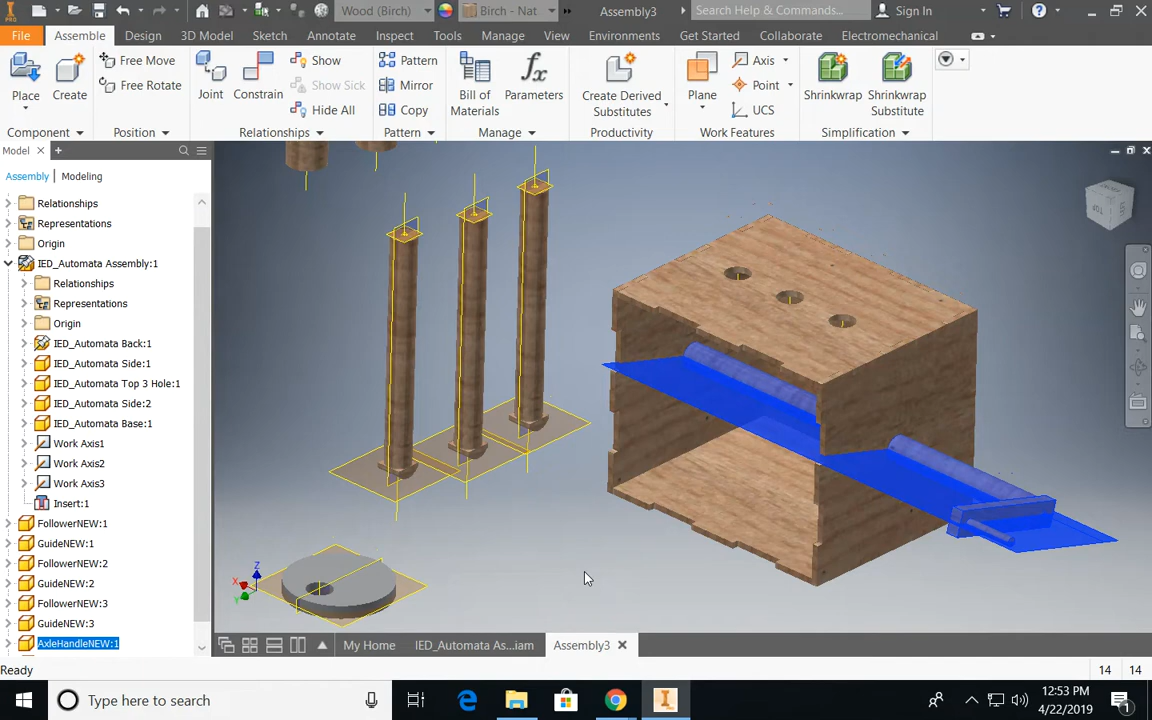 PRO
Wood (Birch)
Birch - Nat
Assembly3
Search Help & Commands...
Sign In
File
Assemble
Design
3D Model
Sketch
Annotate
Inspect
Tools
Manage
View
Environments
Get Started
Collaborate
Electromechanical
Place
Create
Free Move
Free Rotate
Joint
Constrain
Show
Show Sick
Hide All
Pattern
Mirror
Copy
Bill of
Materials
fx
Parameters
Create Derived
Substitutes
Plane
Axis
Point
UCS
Shrinkwrap
Shrinkwrap
Substitute
Component
Position
Relationships
Pattern
Manage
Productivity
Work Features
Simplification
Model
Assembly
Modeling
Relationships
Representations
Origin
IED_Automata Assembly:1
Relationships
Representations
Origin
IED_Automata Back:1
IED_Automata Side:1
IED_Automata Top 3 Hole:1
IED_Automata Side:2
IED_Automata Base:1
Work Axis1
Work Axis2
Work Axis3
Insert:1
FollowerNEW:1
GuideNEW:1
FollowerNEW:2
GuideNEW:2
FollowerNEW:3
GuideNEW:3
AxleHandleNEW:1
X
Y
Z
TOP
My Home
IED_Automata As...iam
Assembly3
Ready
14
14
Type here to search
12:53 PM
4/22/2019
1